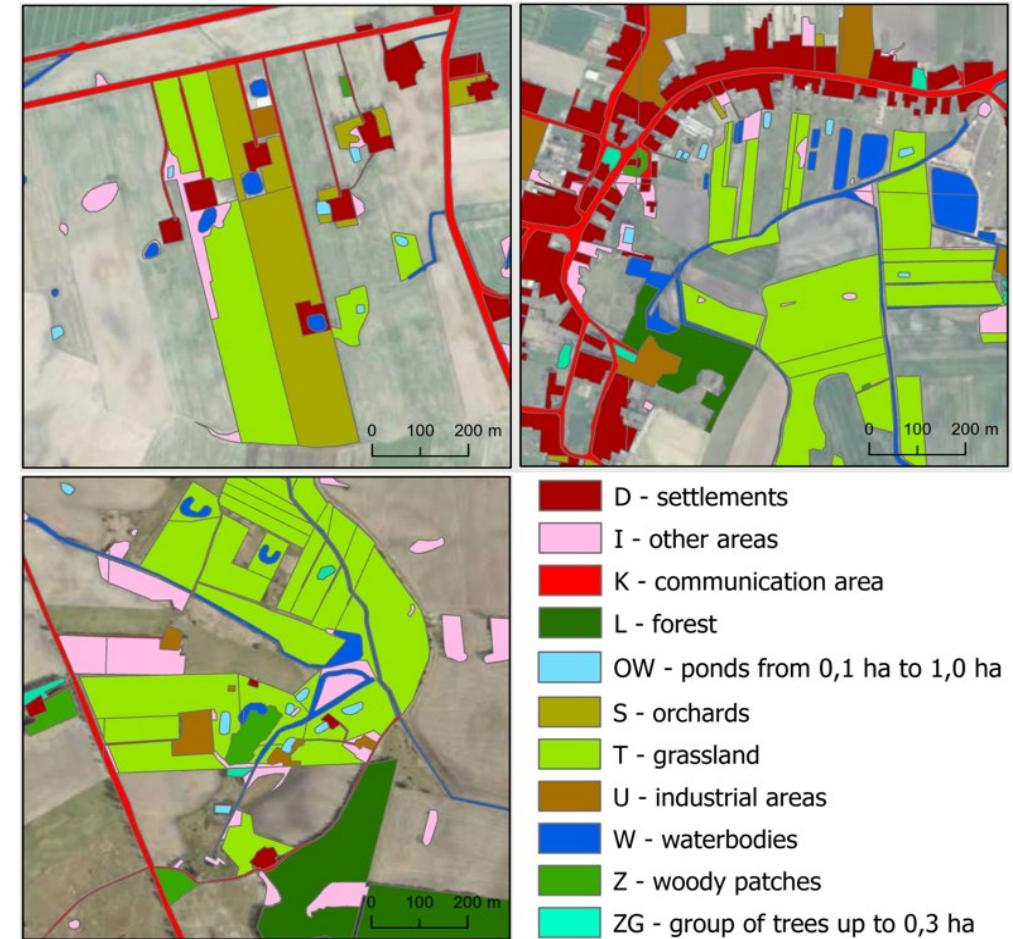 0 100 200 m
0 100 200 m
0 100 200 m
D - settlements
I - other areas
K - communication area
L - forest
OW - ponds from 0,1 ha to 1,0 ha
S - orchards
T - grassland
U - industrial areas
W - waterbodies
Z - woody patches
ZG - group of trees up to 0,3 ha